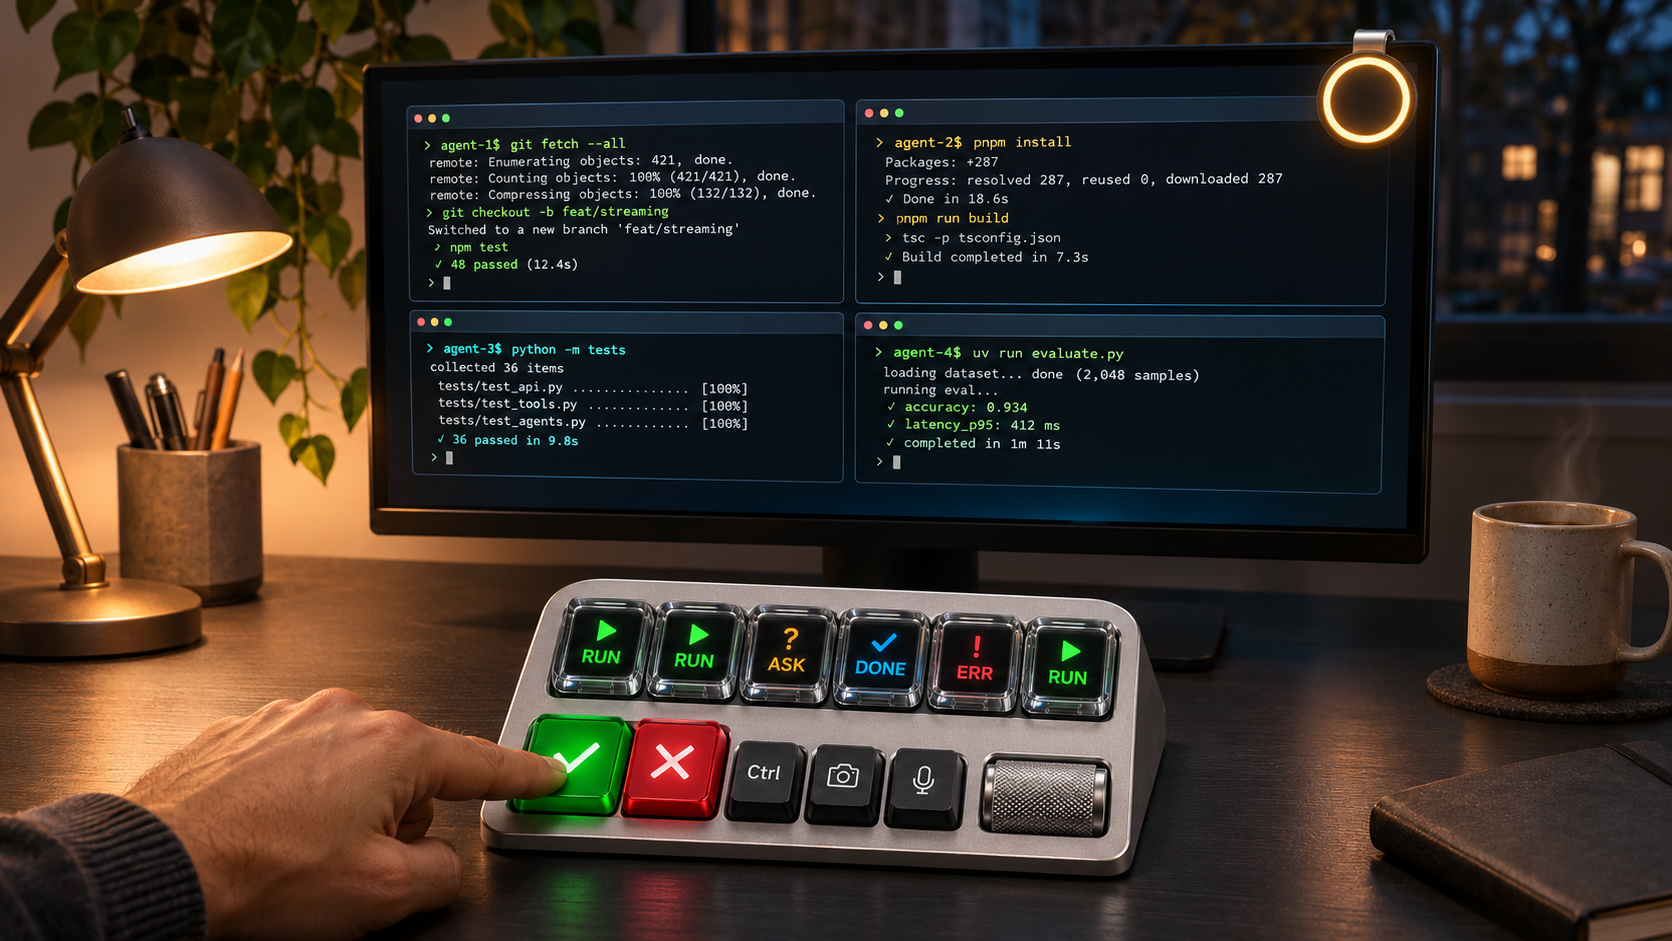 > agent-1$ git fetch --all
remote: Enumerating objects: 421, done.
remote: Counting objects: 100% (421/421), done.
remote: Compressing objects: 100% (132/132), done.
> git checkout -b feat/streaming
Switched to a new branch 'feat/streaming'
npm test
✓ 48 passed (12.4s)
>
> agent-2$ pnpm install
Packages: +287
Progress: resolved 287, reused 0, downloaded 287
✓ Done in 18.6s
> pnpm run build
> tsc -p tsconfig.json
✓ Build completed in 7.3s
>
> agent-3$ python -m tests
collected 36 items
tests/test_api.py ............... [100%]
tests/test_tools.py ............. [100%]
tests/test_agents.py ............ [100%]
✓ 36 passed in 9.8s
>
> agent-4$ uv run evaluate.py
loading dataset... done (2,048 samples)
running eval...
✓ accuracy: 0.934
✓ latency_p95: 412 ms
✓ completed in 1m 11s
>
RUN
RUN
? ASK
DONE
! ERR
RUN
Ctrl